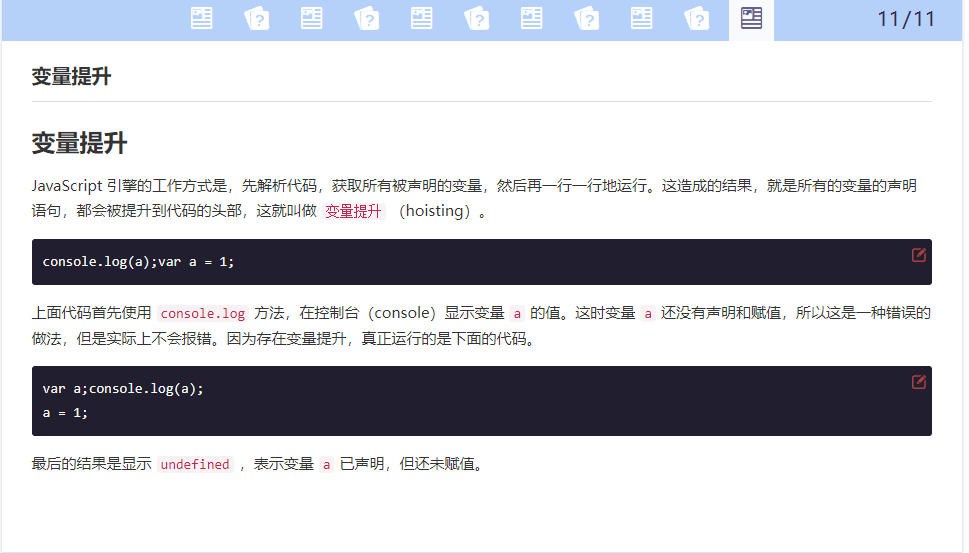 11/11
变量提升
变量提升
JavaScript 引擎的工作方式是，先解析代码，获取所有被声明的变量，然后再一行一行地运行。这造成的结果，就是所有的变量的声明
语句，都会被提升到代码的头部，这就叫做 变量提升 （hoisting）。
console.log(a);var a = 1;
上面代码首先使用 console.log 方法，在控制台（console）显示变量 a 的值。这时变量 a 还没有声明和赋值，所以这是一种错误的
做法，但是实际上不会报错。因为存在变量提升，真正运行的是下面的代码。
var a;console.log(a);
a = 1;
最后的结果是显示 undefined ，表示变量 a 已声明，但还未赋值。